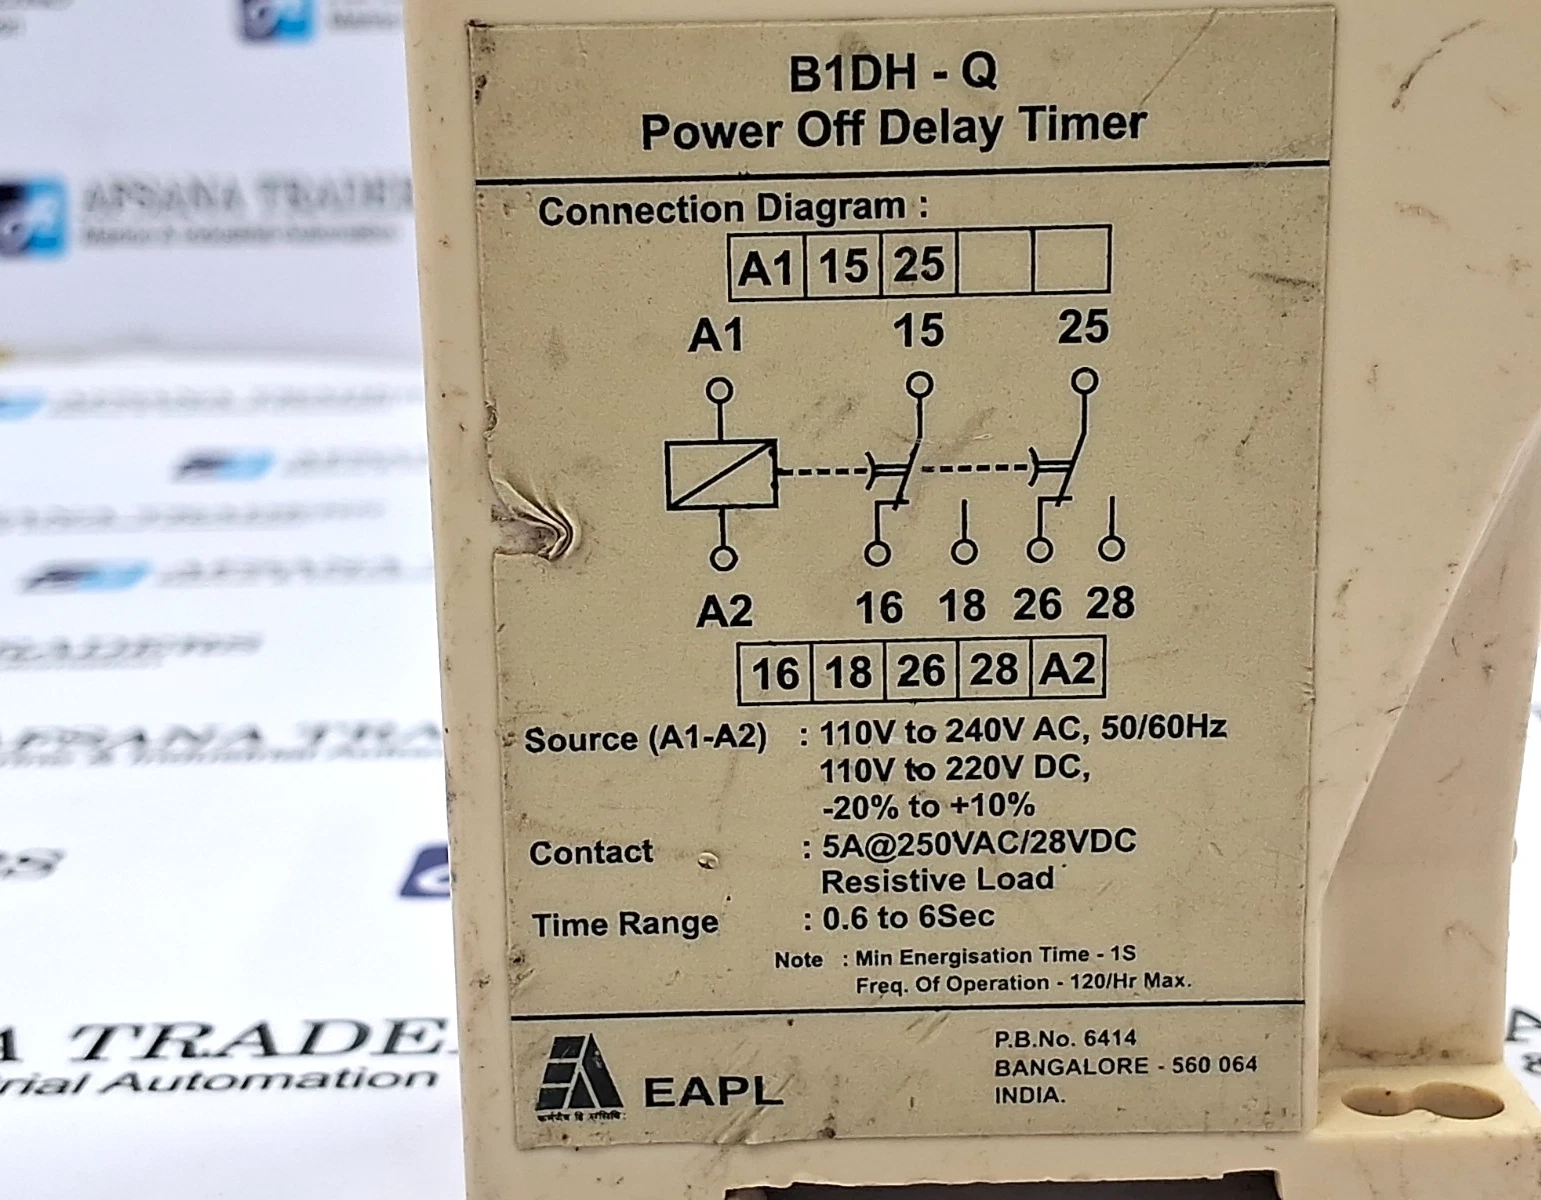 AFSANA TRADERS
B1DH - Q
Power Off Delay Timer
Connection Diagram :
A1 15 25
A1 15 25
A2 16 18 26 28
16 18 26 28 A2
Source (A1-A2) : 110V to 240V AC, 50/60Hz
110V to 220V DC,
-20% to +10%
Contact : 5A@250VAC/28VDC
Resistive Load
Time Range : 0.6 to 6Sec
Note : Min Energisation Time - 1S
Freq. Of Operation - 120/Hr Max.
EAPL
P.B.No. 6414
BANGALORE - 560 064
INDIA.
A TRADE
rial Automation